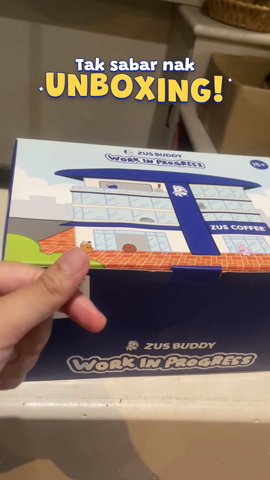 Tak sabar nak
UNBOXING!
ZUS BUDDY
WORK IN PROGRESS
15+
ZUS COFFEE
ZUS BUDDY
WORK IN PROGRESS